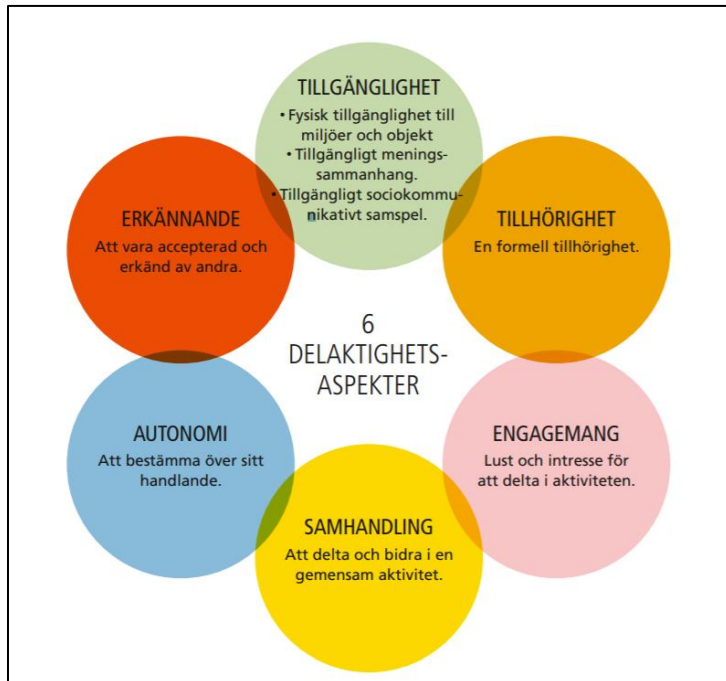 TILLGÄNGLIGHET
• Fysisk tillgänglighet till
miljöer och objekt
• Tillgängligt menings-
sammanhang.
• Tillgängligt sociokommu-
nikativt samspel.
ERKÄNNANDE
Att vara accepterad och
erkänd av andra.
TILLHÖRIGHET
En formell tillhörighet.
6
DELAKTIGHETS-
ASPEKTER
AUTONOMI
Att bestämma över sitt
handlande.
ENGAGEMANG
Lust och intresse för
att delta i aktiviteten.
SAMHANDLING
Att delta och bidra i en
gemensam aktivitet.